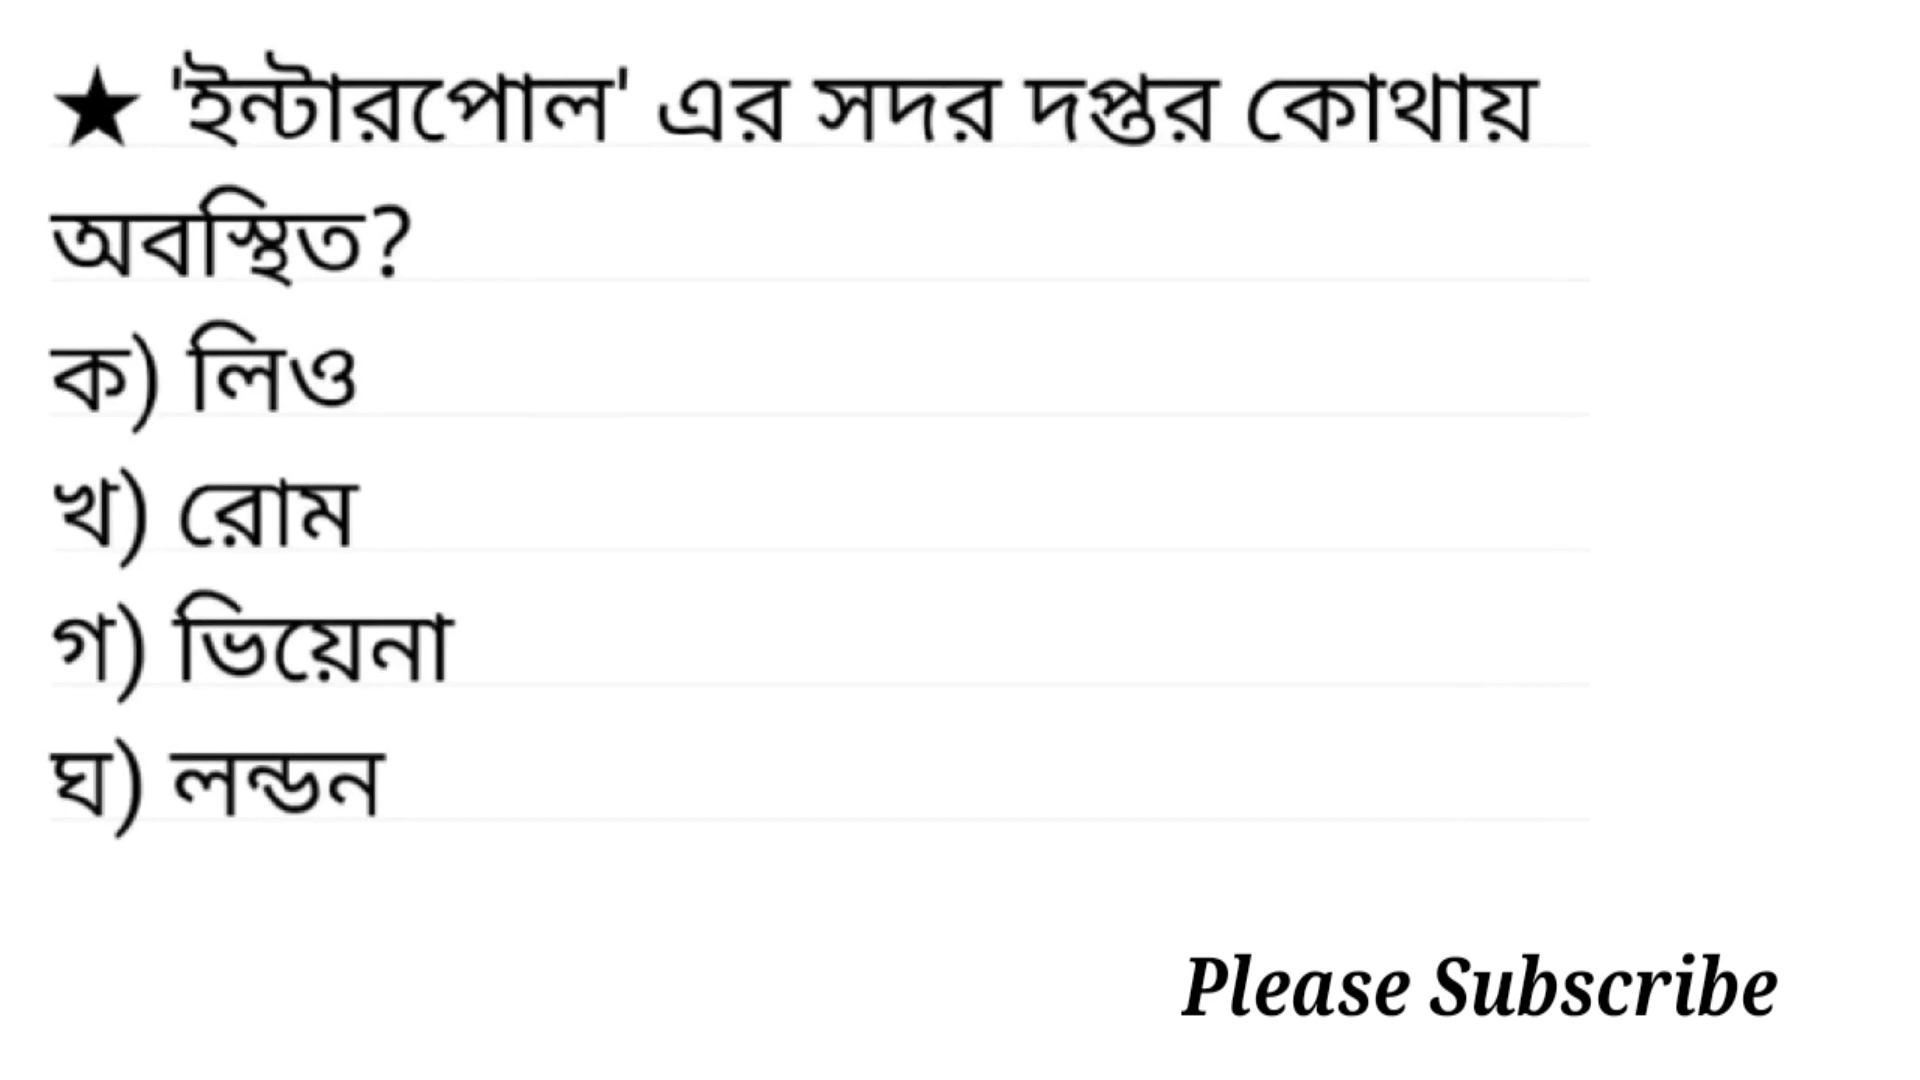 ★ 'ইন্টারপোল' এর সদর দপ্তর কোথায়
অবস্থিত?
ক) লিও
খ) রোম
গ) ভিয়েনা
ঘ) লন্ডন
Please Subscribe